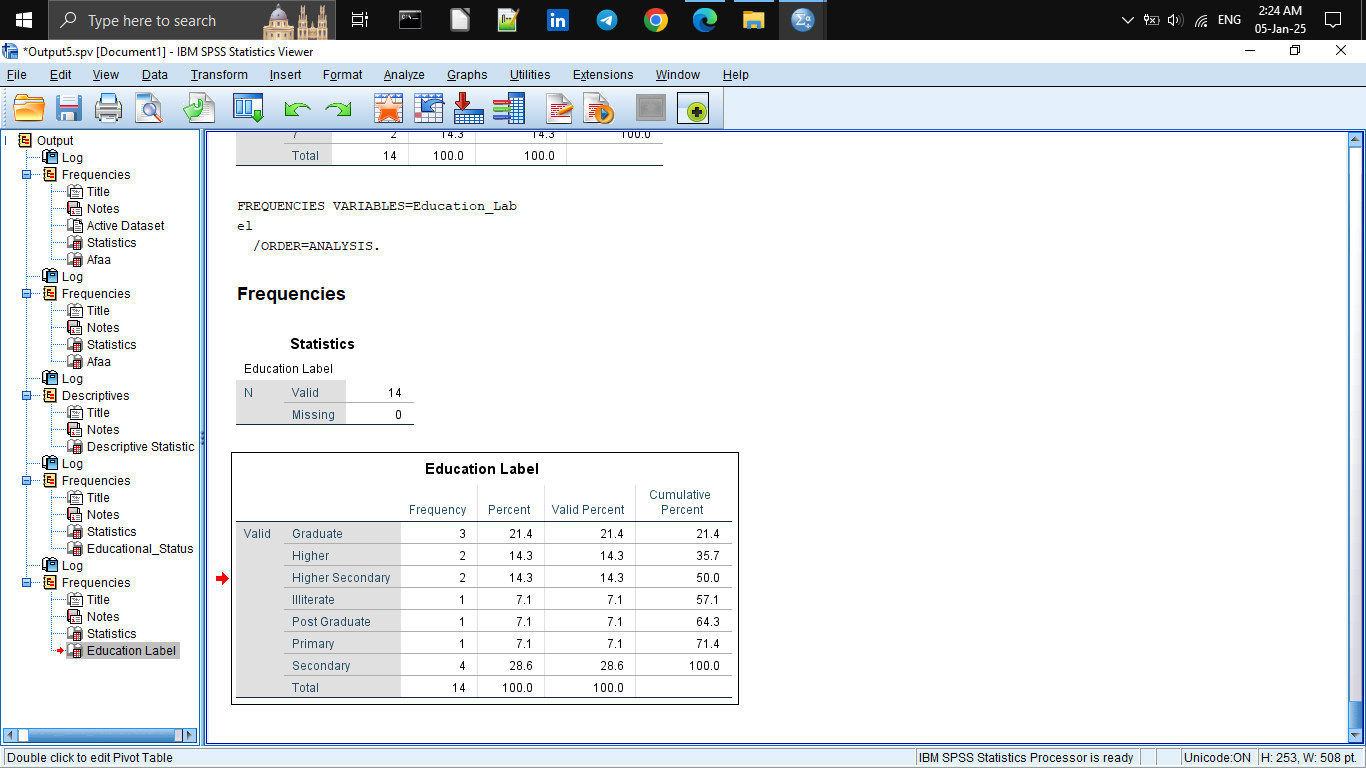 Type here to search
ENG
2:24 AM
05-Jan-25
*Output5.spv [Document1] - IBM SPSS Statistics Viewer
File Edit View Data Transform Insert Format Analyze Graphs Utilities Extensions Window Help
Output
Log
Frequencies
Title
Notes
Active Dataset
Statistics
Afaa
Log
Frequencies
Title
Notes
Statistics
Afaa
Log
Descriptives
Title
Notes
Descriptive Statistic
Log
Frequencies
Title
Notes
Statistics
Educational_Status
Log
Frequencies
Title
Notes
Statistics
Education Label
7 2 14.3 14.3 100.0
Total 14 100.0 100.0
FREQUENCIES VARIABLES=Education_Lab
el
/ORDER=ANALYSIS.
Frequencies
Statistics
Education Label
N Valid 14
Missing 0
Education Label
Frequency Percent Valid Percent Cumulative
Percent
Valid Graduate 3 21.4 21.4 21.4
Higher 2 14.3 14.3 35.7
Higher Secondary 2 14.3 14.3 50.0
Illiterate 1 7.1 7.1 57.1
Post Graduate 1 7.1 7.1 64.3
Primary 1 7.1 7.1 71.4
Secondary 4 28.6 28.6 100.0
Total 14 100.0 100.0
Double click to edit Pivot Table
IBM SPSS Statistics Processor is ready
Unicode:ON
H: 253, W: 508 pt.